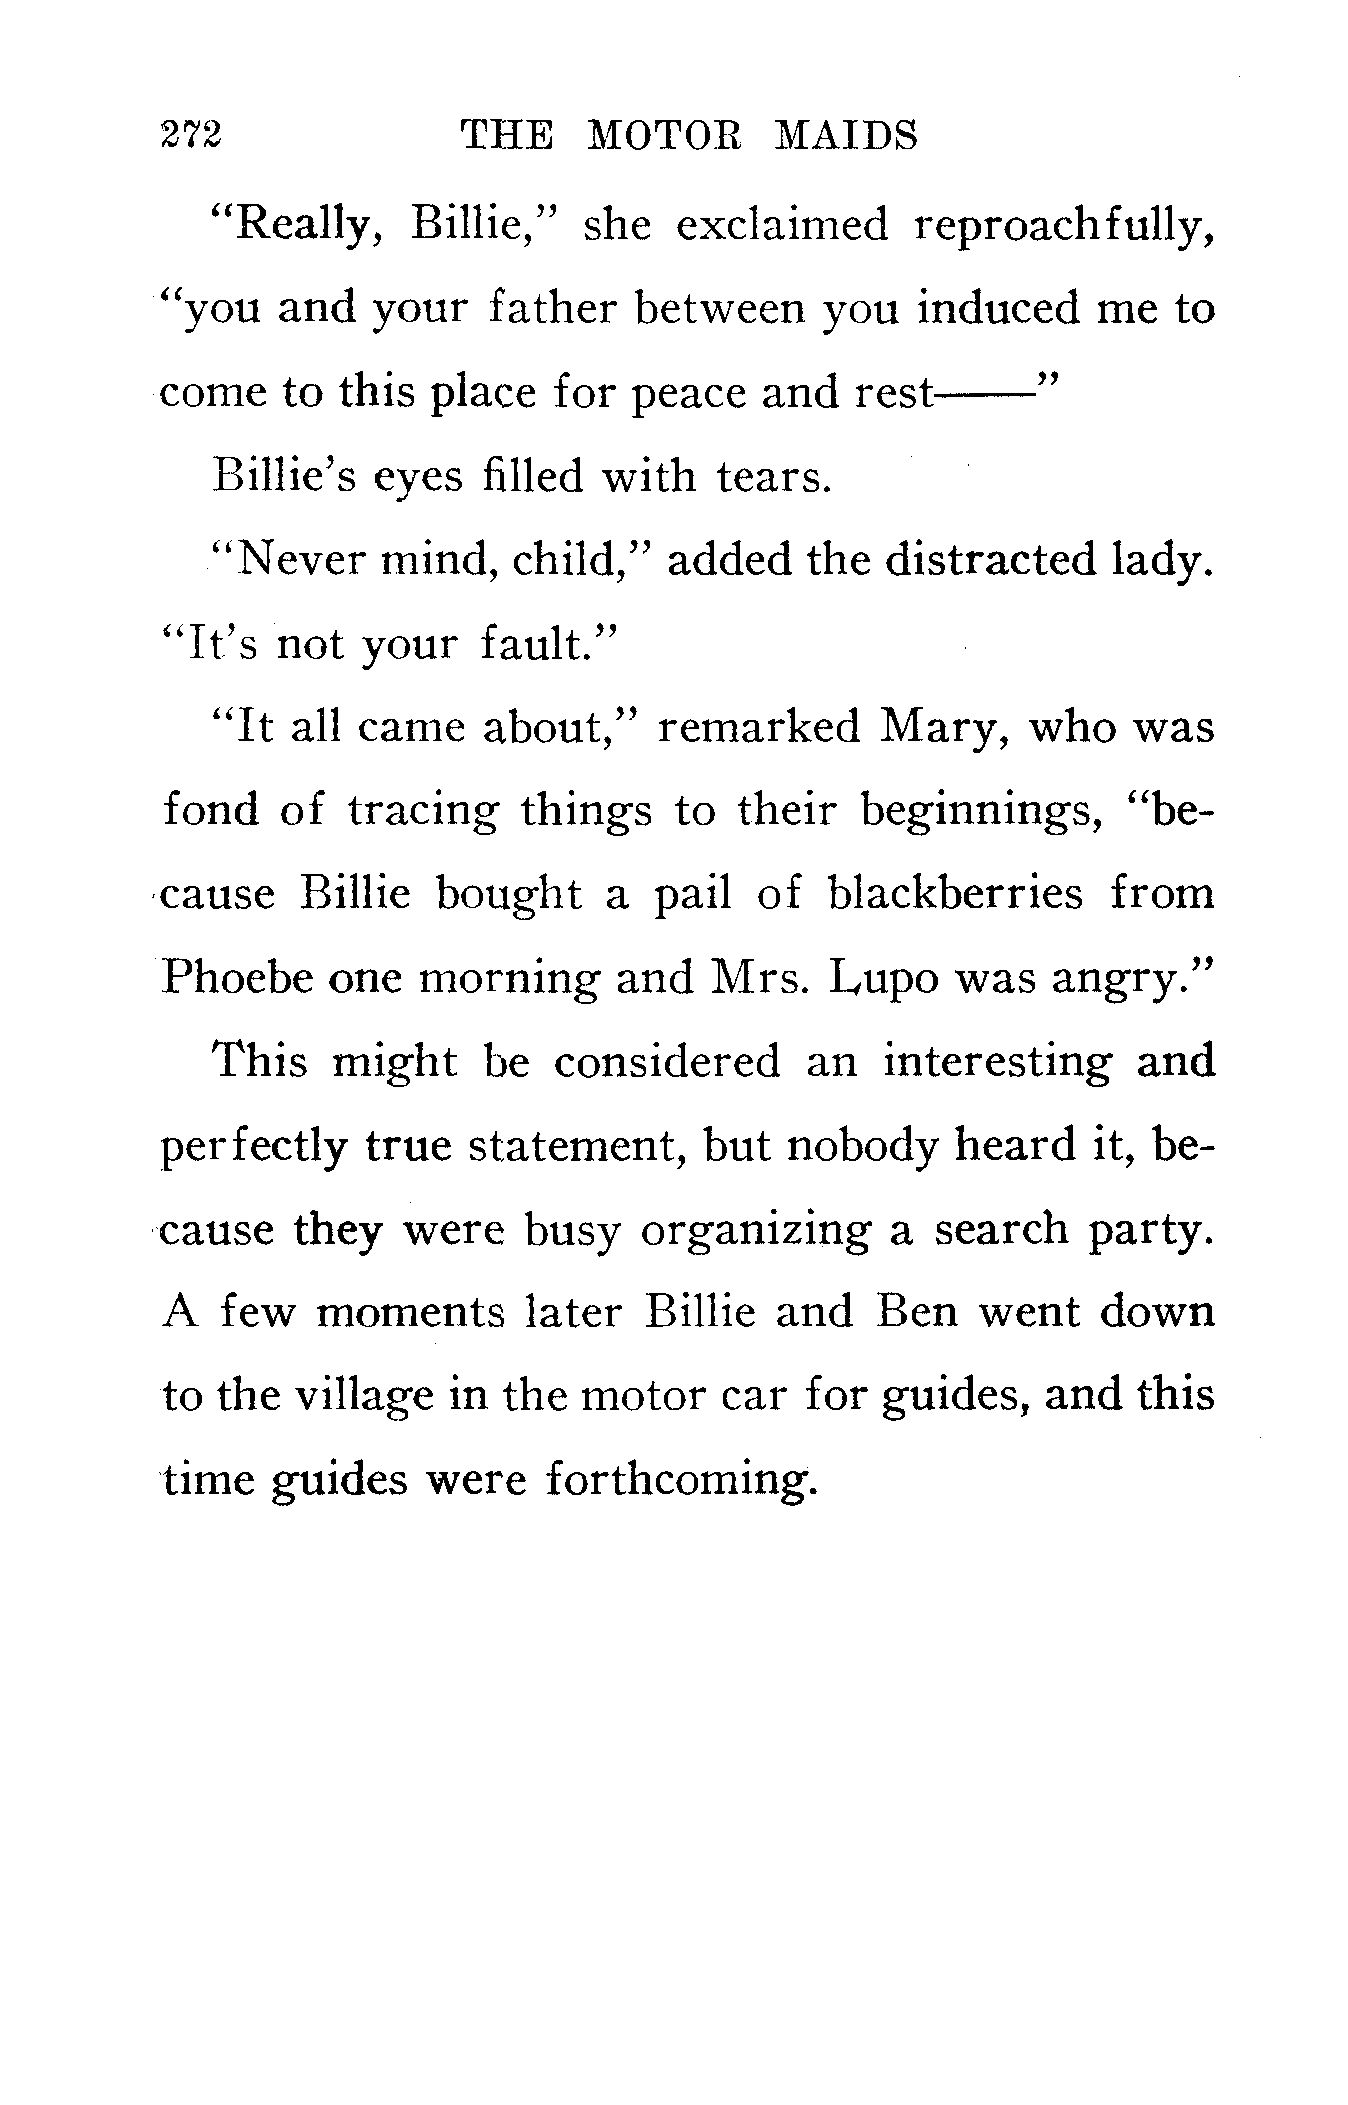 272 THE MOTOR MAIDS
“Really, Billie,” she exclaimed reproachfully,
“you and your father between you induced me to
come to this place for peace and rest——”
Billie’s eyes filled with tears.
“Never mind, child,” added the distracted lady.
“It’s not your fault.”
“It all came about,” remarked Mary, who was
fond of tracing things to their beginnings, “be-
cause Billie bought a pail of blackberries from
Phoebe one morning and Mrs. Lupo was angry.”
This might be considered an interesting and
perfectly true statement, but nobody heard it, be-
cause they were busy organizing a search party.
A few moments later Billie and Ben went down
to the village in the motor car for guides, and this
time guides were forthcoming.